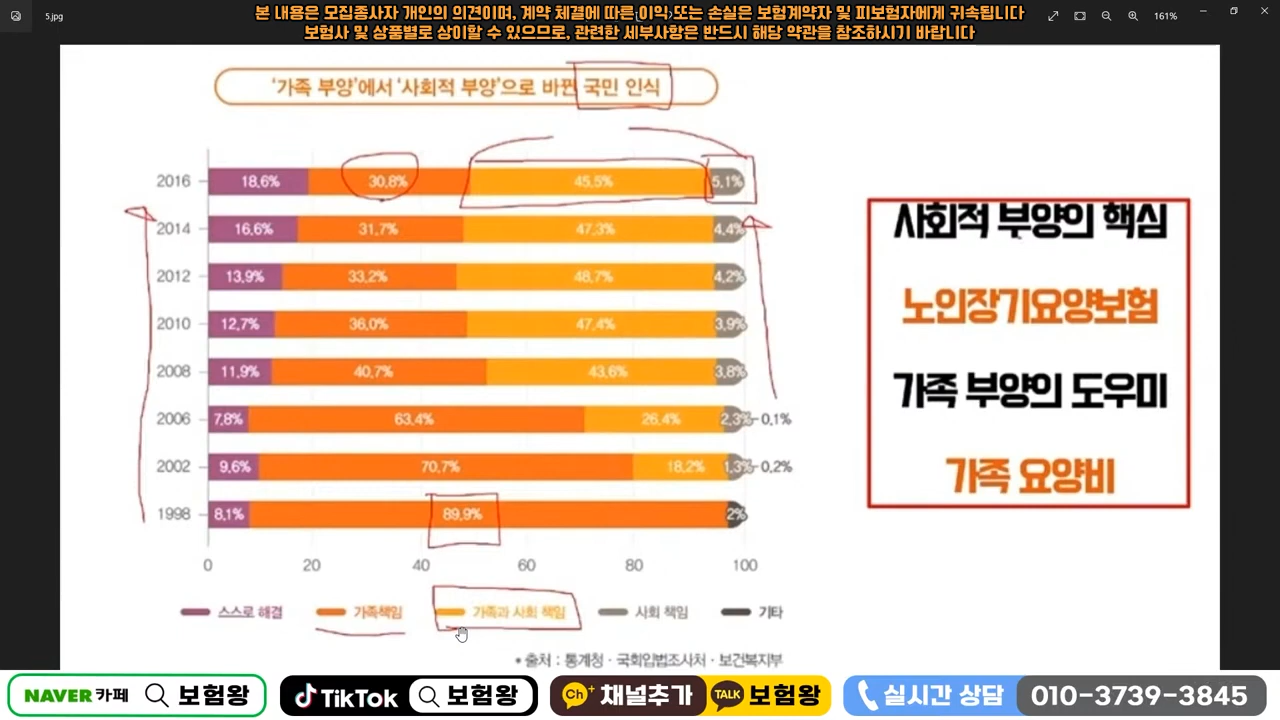 본 내용은 모집종사자 개인의 의견이며, 계약 체결에 따른 이익 또는 손실은 보험계약자 및 피보험자에게 귀속됩니다
보험사 및 상품별로 상이할 수 있으므로, 관련한 세부사항은 반드시 해당 약관을 참조하시기 바랍니다
5.jpg
161%
'가족 부양'에서 '사회적 부양'으로 바뀐 국민 인식
2016 18.6% 30.8% 45.5% 5.1%
2014 16.6% 31.7% 47.3% 4.4%
2012 13.9% 33.2% 48.7% 4.2%
2010 12.7% 36.0% 47.4% 3.9%
2008 11.9% 40.7% 43.6% 3.8%
2006 7.8% 63.4% 26.4% 2.3% 0.1%
2002 9.6% 70.7% 18.2% 1.3% 0.2%
1998 8.1% 89.9% 2%
0 20 40 60 80 100
스스로 해결 가족책임 가족과 사회 책임 사회 책임 기타
* 출처 : 통계청 · 국회입법조사처 · 보건복지부
사회적 부양의 핵심
노인장기요양보험
가족 부양의 도우미
가족 요양비
NAVER 카페 보험왕
TikTok 보험왕
Ch+ 채널추가 TALK 보험왕
실시간 상담 010-3739-3845